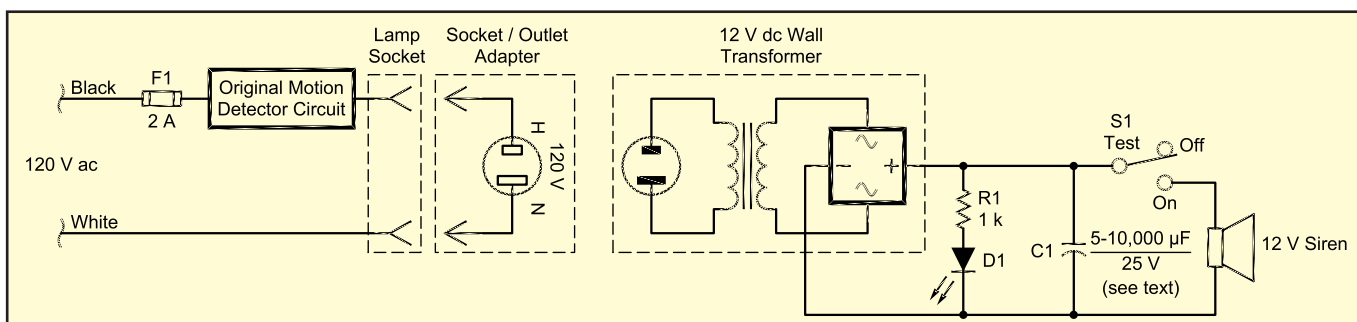 Lamp
Socket
Socket / Outlet
Adapter
12 V dc Wall
Transformer
Black
F1
2 A
Original Motion
Detector Circuit
120 V ac
White
H
120 V
N
R1
1 k
D1
C1
5-10,000 µF
25 V
(see text)
S1
Test
Off
On
12 V Siren